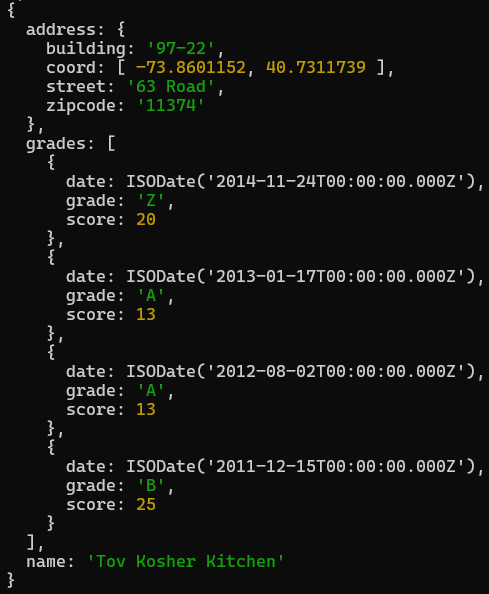 {
  address: {
    building: '97-22',
    coord: [ -73.8601152, 40.7311739 ],
    street: '63 Road',
    zipcode: '11374'
  },
  grades: [
    {
      date: ISODate('2014-11-24T00:00:00.000Z'),
      grade: 'Z',
      score: 20
    },
    {
      date: ISODate('2013-01-17T00:00:00.000Z'),
      grade: 'A',
      score: 13
    },
    {
      date: ISODate('2012-08-02T00:00:00.000Z'),
      grade: 'A',
      score: 13
    },
    {
      date: ISODate('2011-12-15T00:00:00.000Z'),
      grade: 'B',
      score: 25
    }
  ],
  name: 'Tov Kosher Kitchen'
}